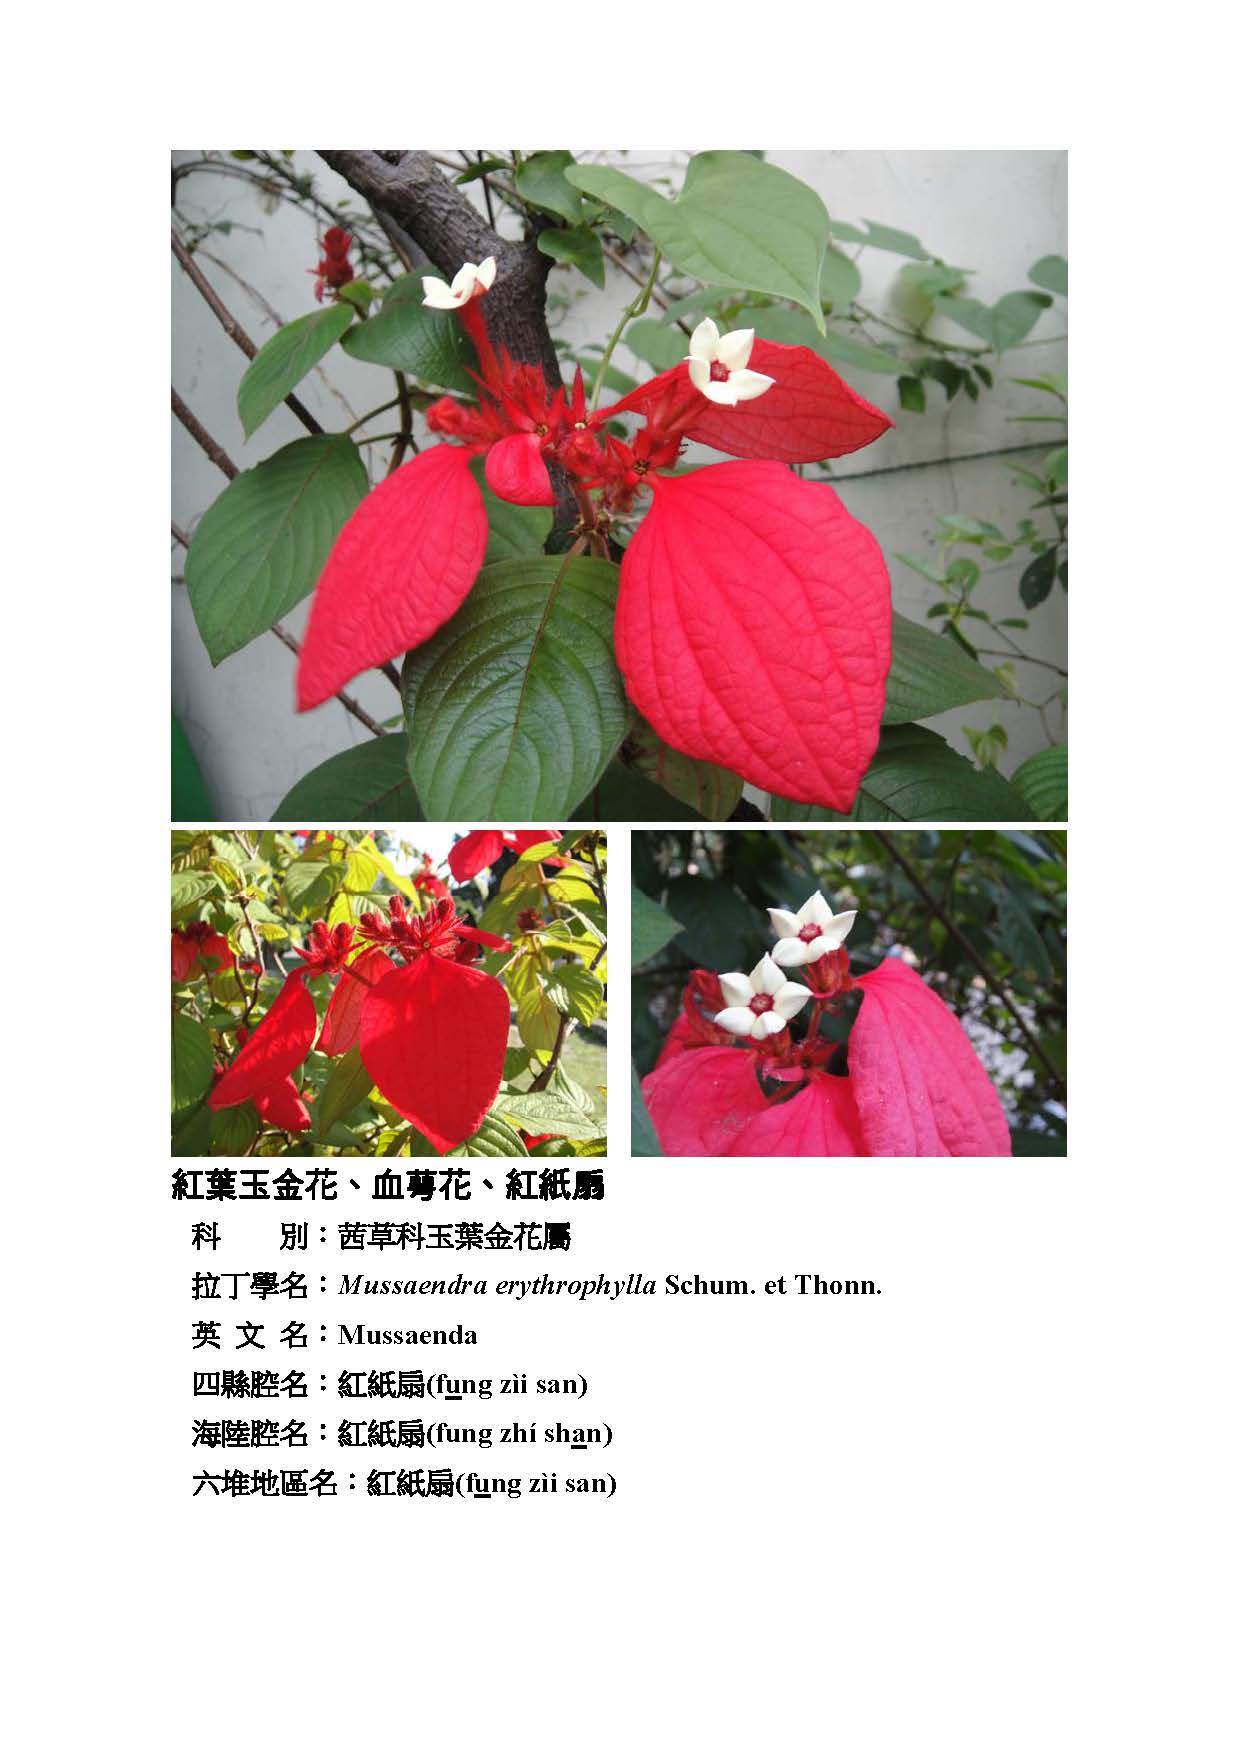 紅葉玉金花、血萼花、紅紙扇
科　　別：茜草科玉葉金花屬
拉丁學名：Mussaendra erythrophylla Schum. et Thonn.
英 文 名：Mussaenda
四縣腔名：紅紙扇(fung zìi san)
海陸腔名：紅紙扇(fung zhí shan)
六堆地區名：紅紙扇(fung zìi san)